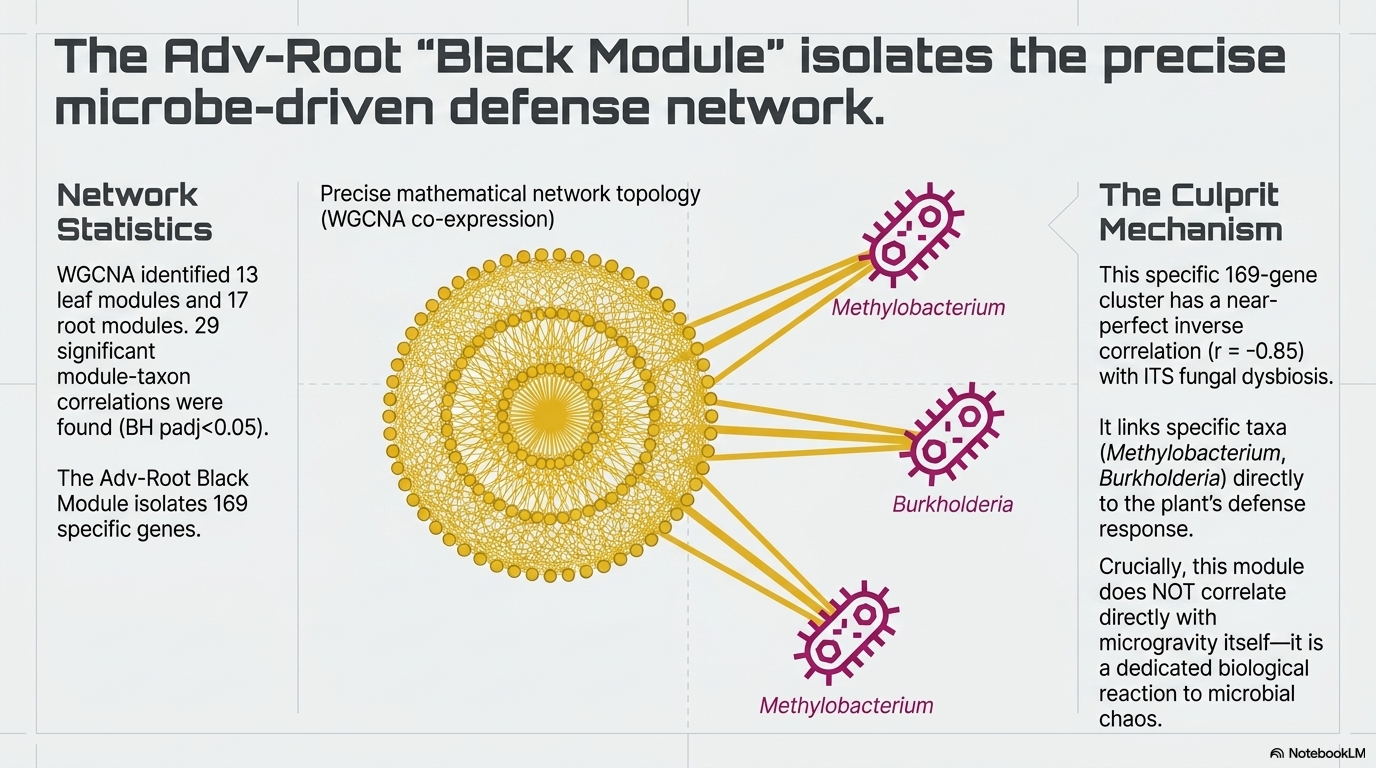 The Adv-Root “Black Module” isolates the precise
microbe-driven defense network.
Network
Statistics
WGCNA identified 13
leaf modules and 17
root modules. 29
significant
module-taxon
correlations were
found (BH padj<0.05).
The Adv-Root Black
Module isolates 169
specific genes.
Precise mathematical network topology
(WGCNA co-expression)
Methylobacterium
Burkholderia
Methylobacterium
The Culprit
Mechanism
This specific 169-gene
cluster has a near-
perfect inverse
correlation (r = -0.85)
with ITS fungal dysbiosis.
It links specific taxa
(Methylobacterium,
Burkholderia) directly
to the plant’s defense
response.
Crucially, this module
does NOT correlate
directly with
microgravity itself—it is
a dedicated biological
reaction to microbial
chaos.
NotebookLM